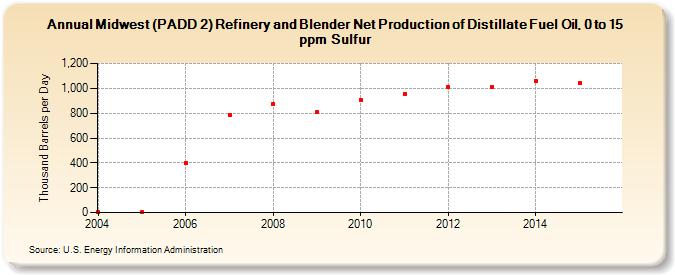 Annual Midwest (PADD 2) Refinery and Blender Net Production of Distillate Fuel Oil, 0 to 15
ppm Sulfur
Thousand Barrels per Day
1,200
1,000
800
600
400
200
0
2004 2006 2008 2010 2012 2014
Source: U.S. Energy Information Administration